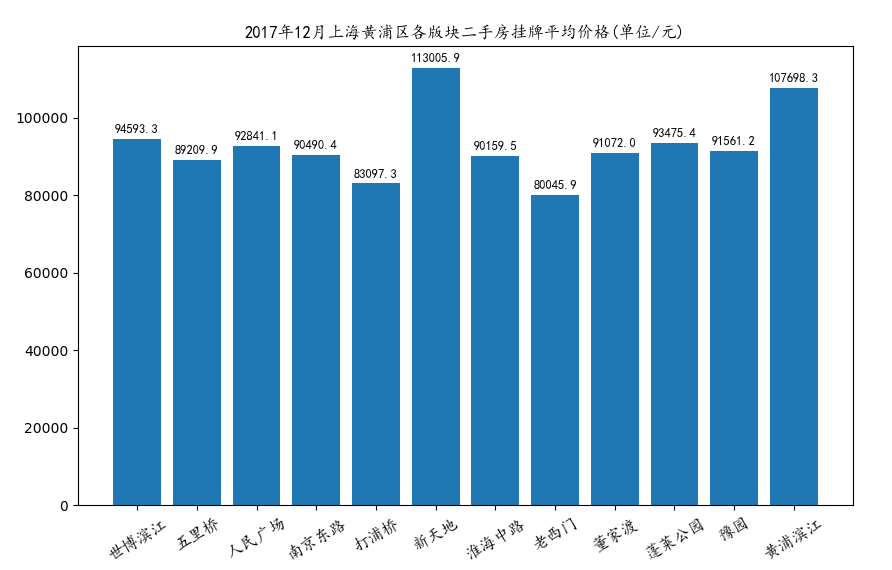 2017年12月上海黄浦区各版块二手房挂牌平均价格(单位/元)
113005.9
107698.3
100000
94593.3
89209.9
92841.1
90490.4
83097.3
90159.5
80045.9
91072.0
93475.4
91561.2
80000
60000
40000
20000
0
世博滨江
五里桥
人民广场
南京东路
打浦桥
新天地
淮海中路
老西门
董家渡
蓬莱公园
豫园
黄浦滨江